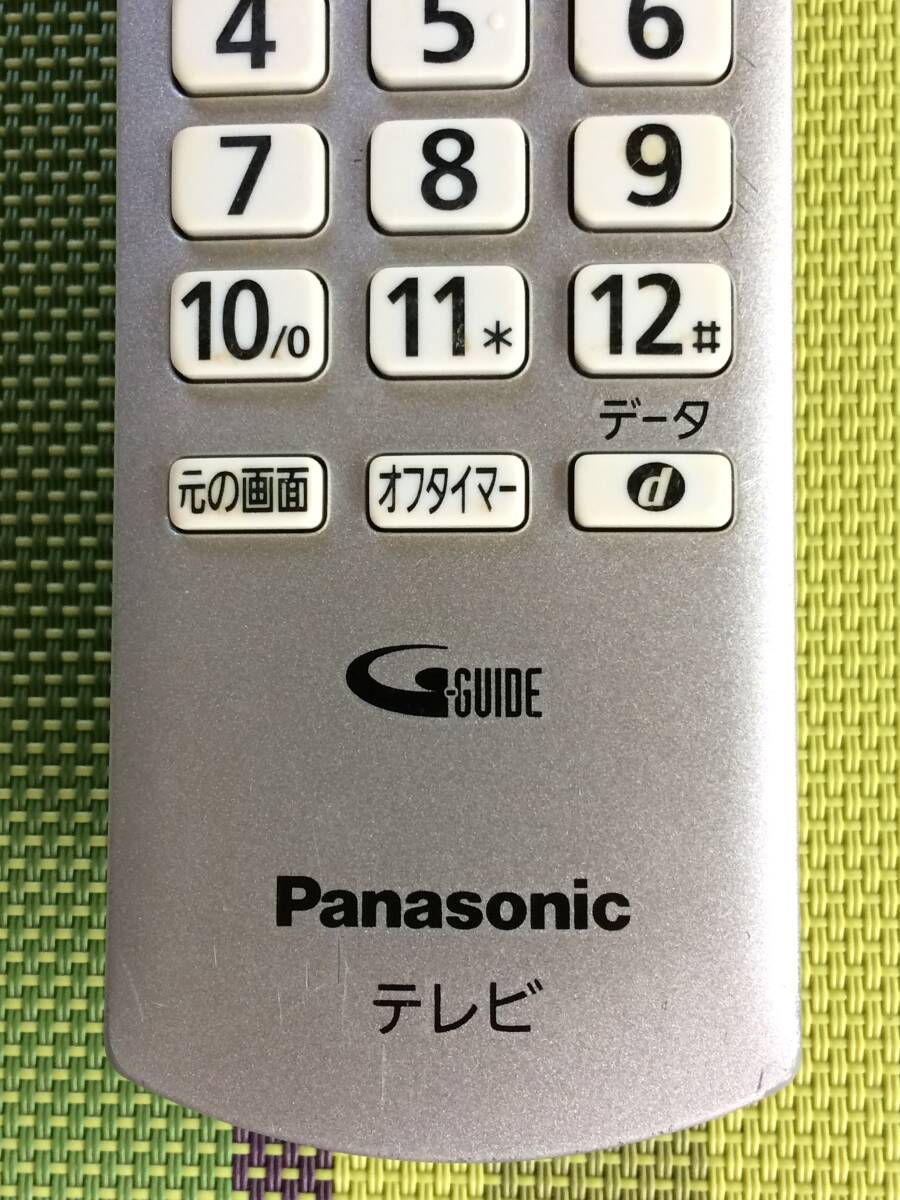 4 5 6
7 8 9
10/0 11* 12#
データ
元の画面 オフタイマー d
G-GUIDE
Panasonic
テレビ